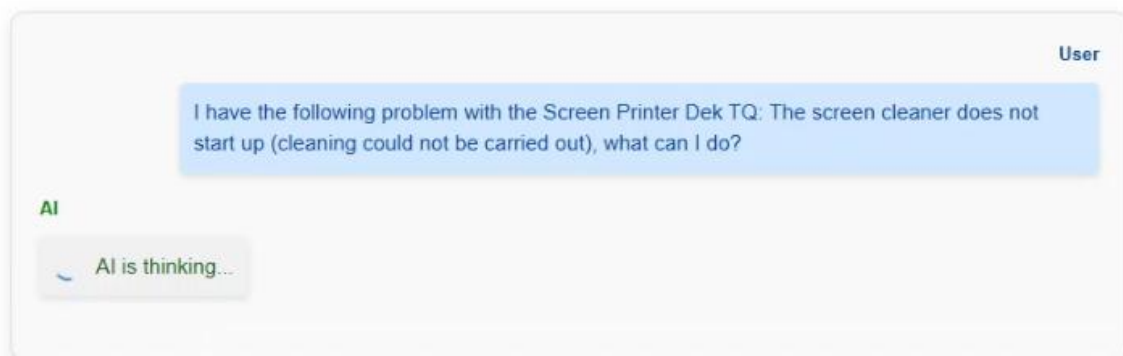 User
I have the following problem with the Screen Printer Dek TQ: The screen cleaner does not
start up (cleaning could not be carried out), what can I do?
AI
AI is thinking...